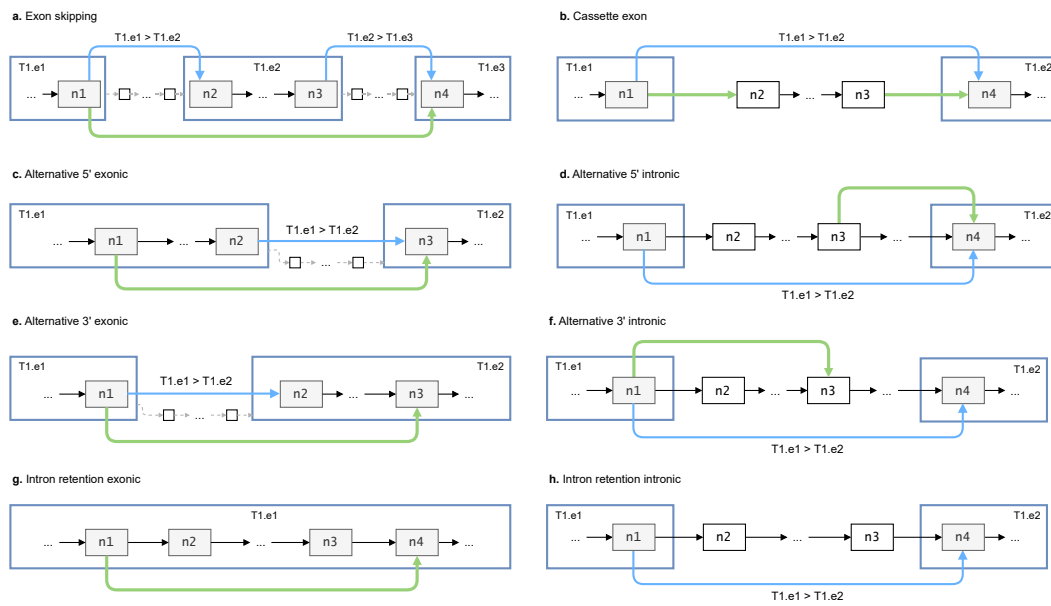 a. Exon skipping
T1.e1 > T1.e2
T1.e2 > T1.e3
T1.e1
T1.e2
T1.e3
... n1 ... n2 ... n3 ... n4 ...
b. Cassette exon
T1.e1 > T1.e2
T1.e1
T1.e2
... n1 n2 ... n3 n4 ...
c. Alternative 5' exonic
T1.e1
T1.e2
T1.e1 > T1.e2
... n1 ... n2 n3 ...
...
d. Alternative 5' intronic
T1.e1
T1.e2
... n1 n2 ... n3 ... n4 ...
T1.e1 > T1.e2
e. Alternative 3' exonic
T1.e1
T1.e2
T1.e1 > T1.e2
... n1 n2 ... n3 ...
...
f. Alternative 3' intronic
T1.e1
T1.e2
... n1 n2 ... n3 ... n4 ...
T1.e1 > T1.e2
g. Intron retention exonic
T1.e1
... n1 n2 ... n3 n4 ...
h. Intron retention intronic
T1.e1
T1.e2
... n1 n2 ... n3 n4 ...
T1.e1 > T1.e2